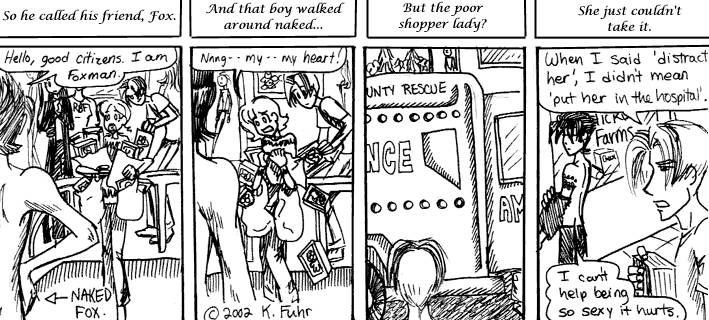 So he called his friend, Fox.
Hello, good citizens. I am
Foxman.
NAKED
FOX.
And that boy walked
around naked...
Nnng-- my -- my heart!
© 2002 K. Fuhr
But the poor
shopper lady?
UNTY RESCUE
NCE
AM
She just couldn't
take it.
When I said 'distract
her', I didn't mean
'put her in the hospital'.
Farms
I can't
help being
so sexy it hurts.